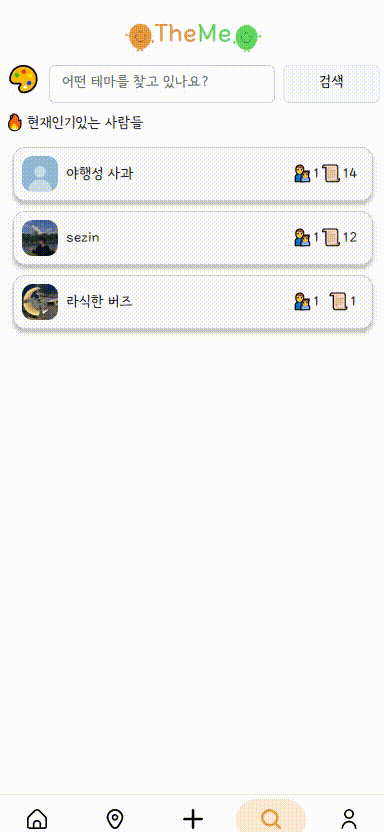 TheMe
어떤 테마를 찾고 있나요? 검색
현재인기있는 사람들
야행성 사과 1 14
sezin 1 12
라식한 버즈 1 1